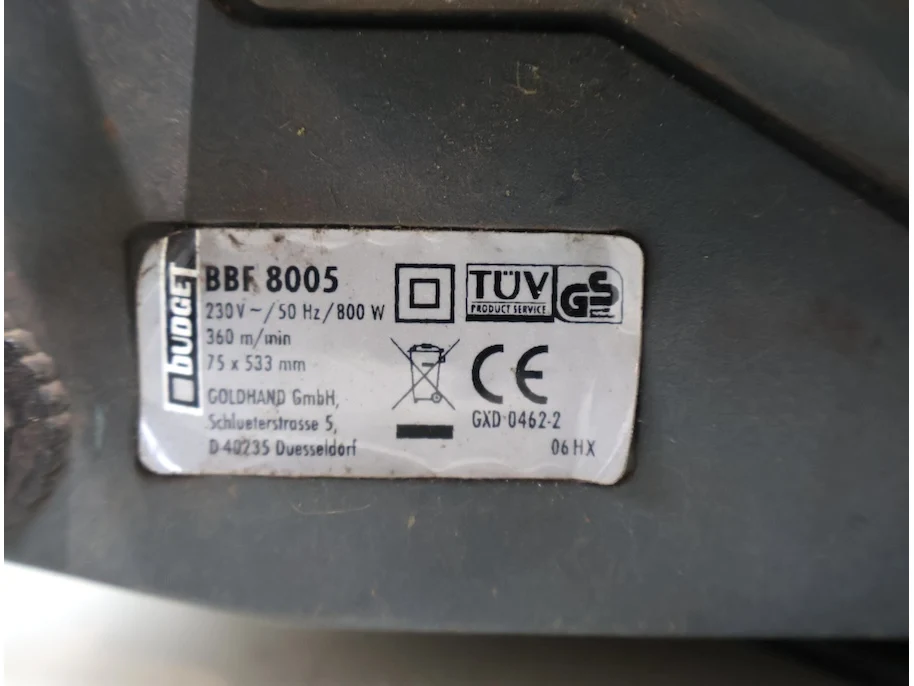 BUDGET
BBF 8005
230V ~/50 Hz/800 W
360 m/min
75 x 533 mm
GOLDHAND GmbH,
Schlueterstrasse 5,
D 40235 Duesseldorf
TÜV
PRODUCT SERVICE
GS
CE
GXD 0462-2
06 HX